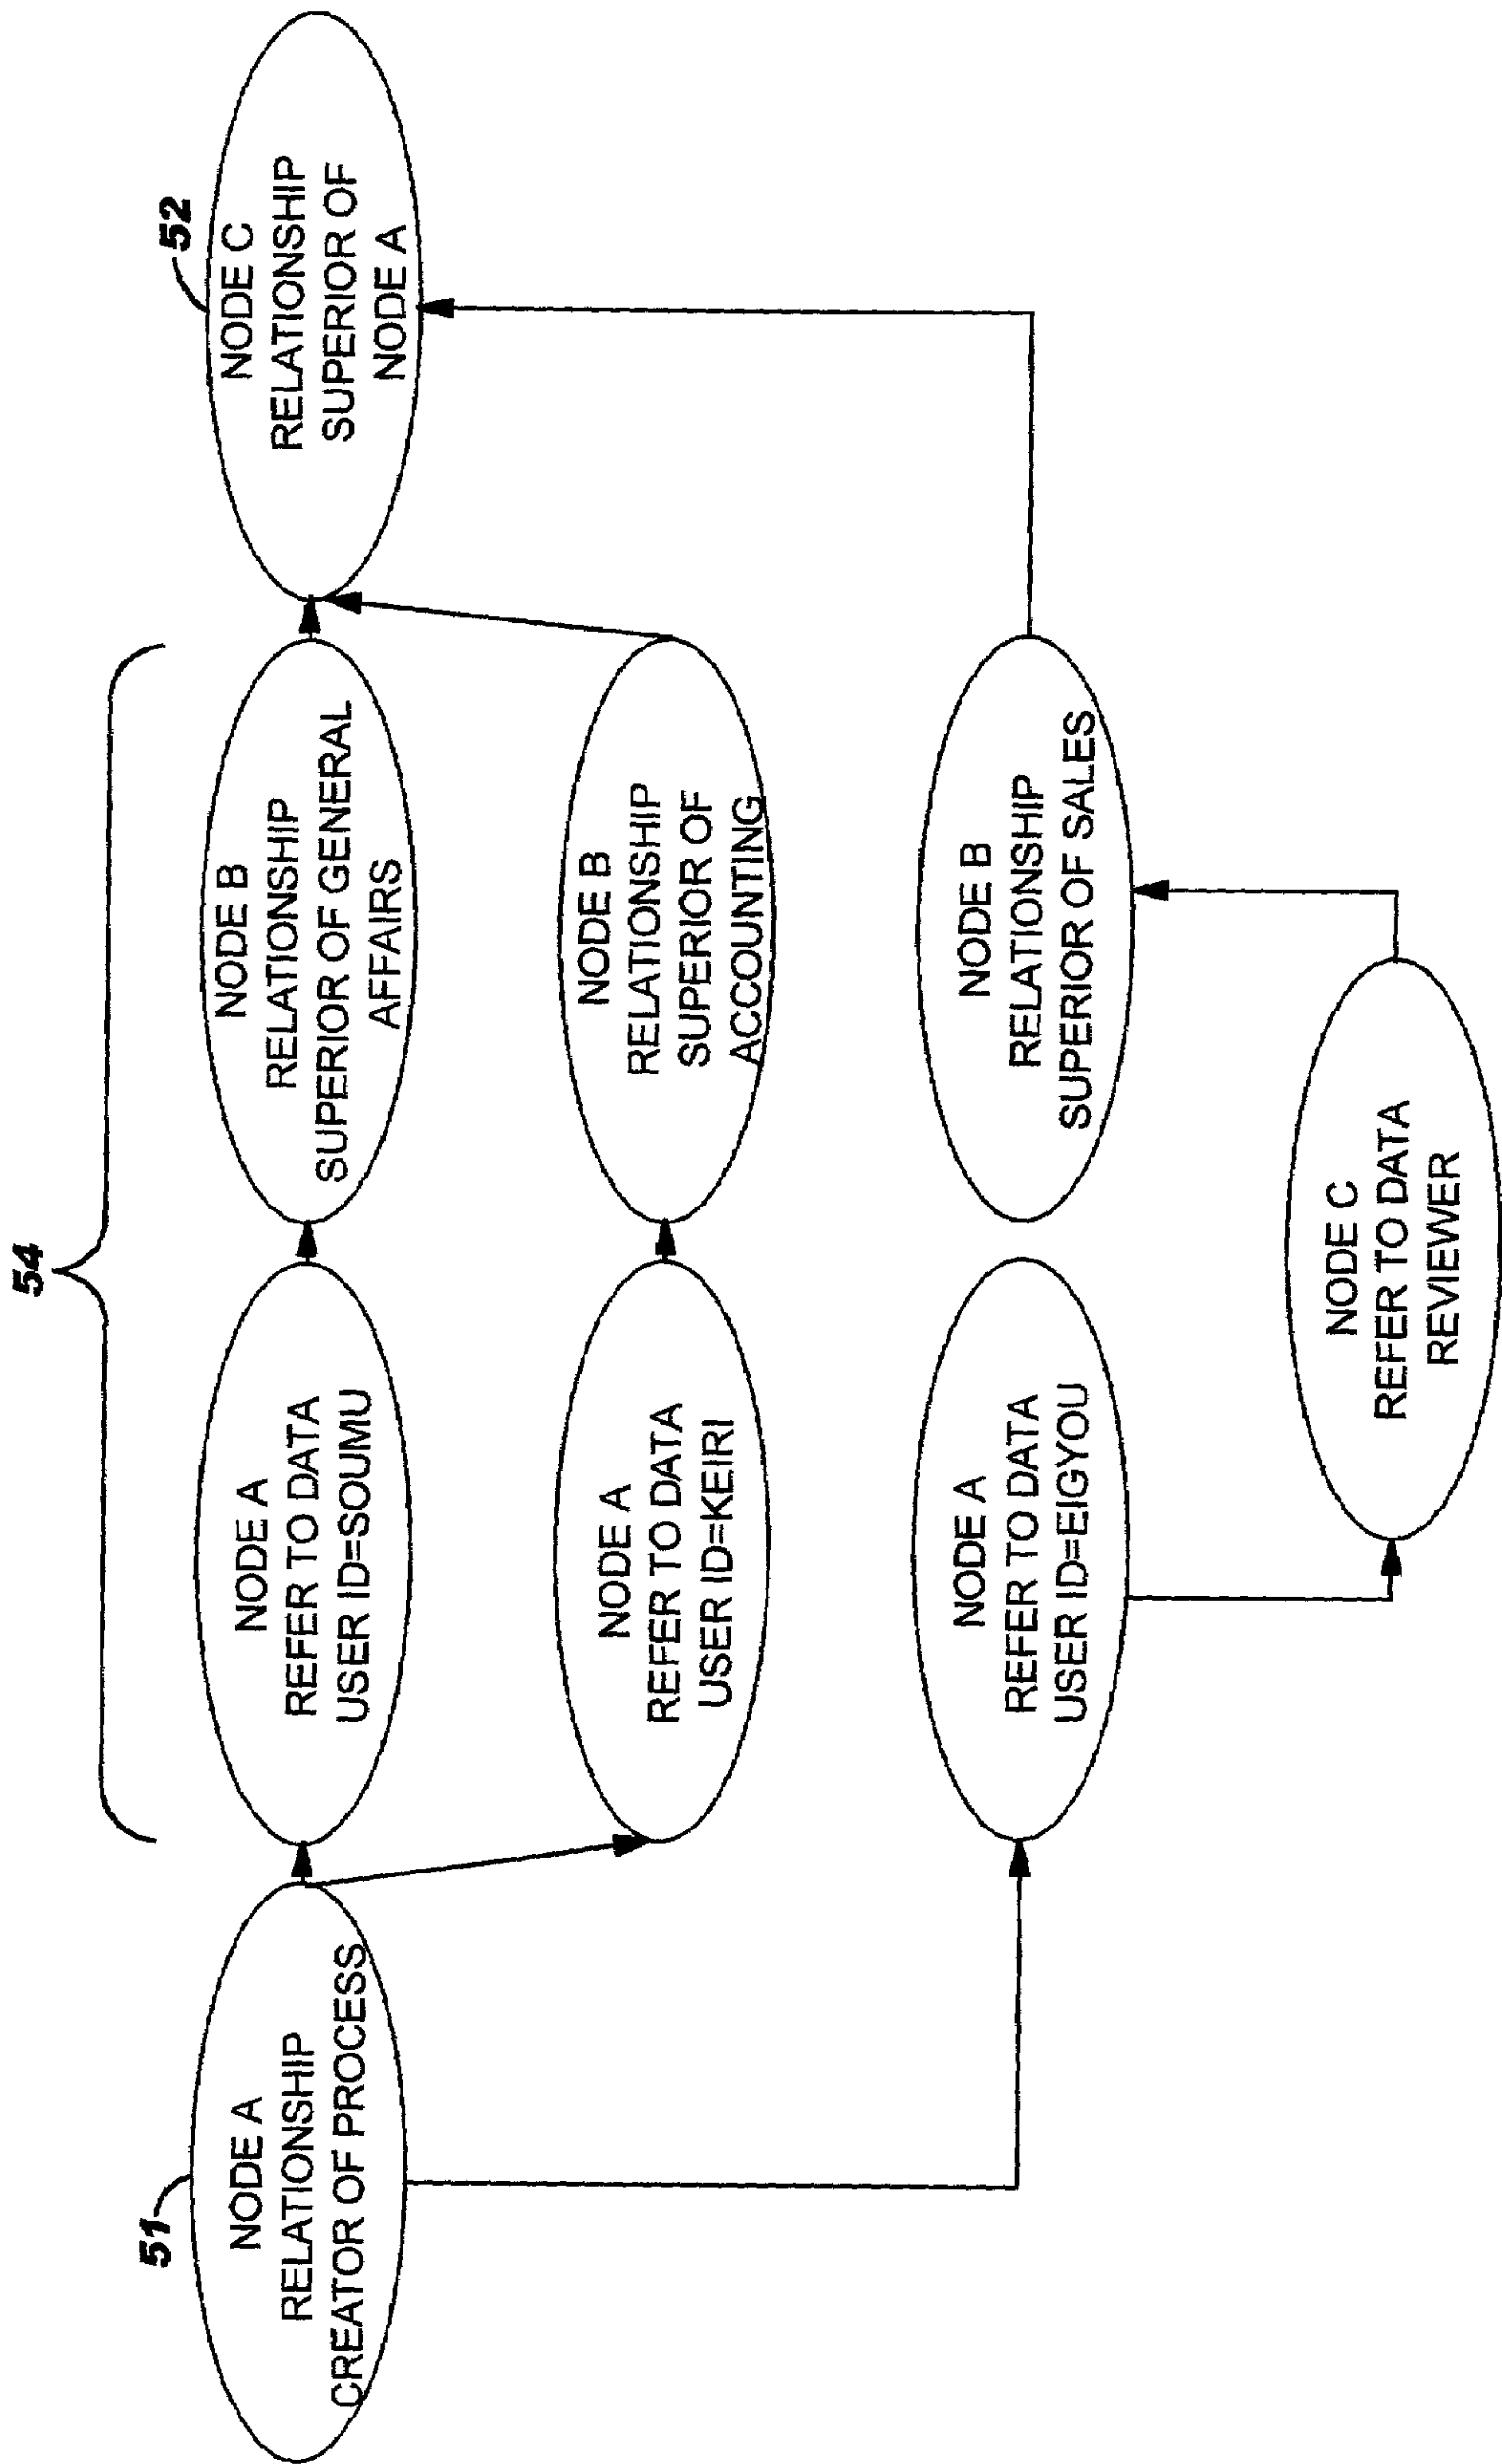 54
51
NODE A
RELATIONSHIP
CREATOR OF PROCESS
NODE A
REFER TO DATA
USER ID=SOUMU
NODE B
RELATIONSHIP
SUPERIOR OF GENERAL
AFFAIRS
52
NODE C
RELATIONSHIP
SUPERIOR OF
NODE A
NODE A
REFER TO DATA
USER ID=KEIRI
NODE B
RELATIONSHIP
SUPERIOR OF
ACCOUNTING
NODE A
REFER TO DATA
USER ID=EIGYOU
NODE B
RELATIONSHIP
SUPERIOR OF SALES
NODE C
REFER TO DATA
REVIEWER